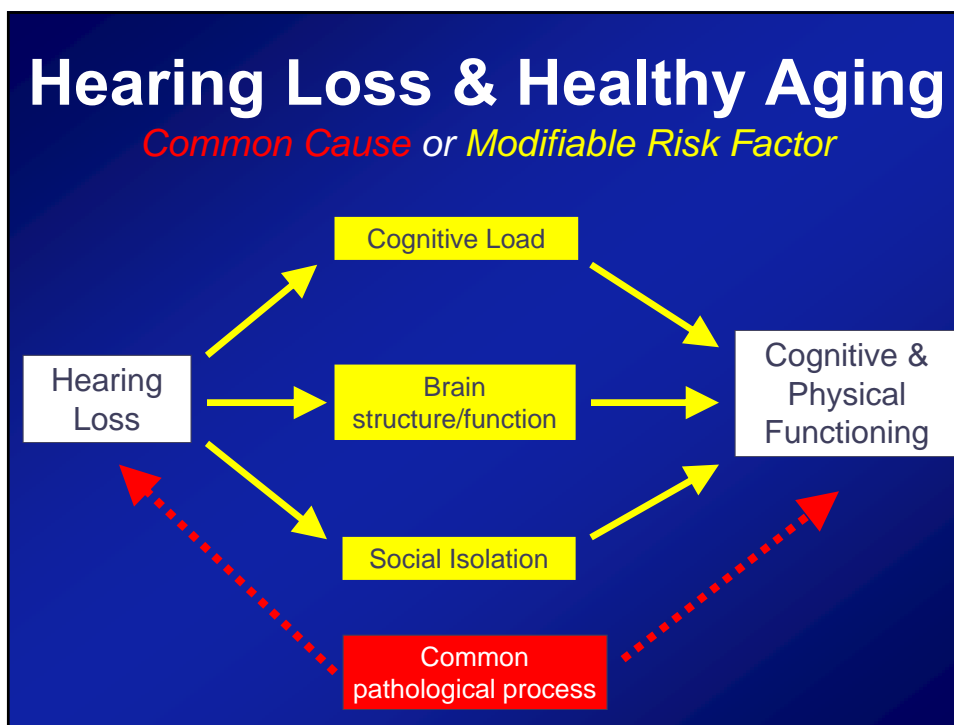 Hearing Loss & Healthy Aging
Common Cause or Modifiable Risk Factor
Cognitive Load
Hearing
Loss
Brain
structure/function
Cognitive &
Physical
Functioning
Social Isolation
Common
pathological process